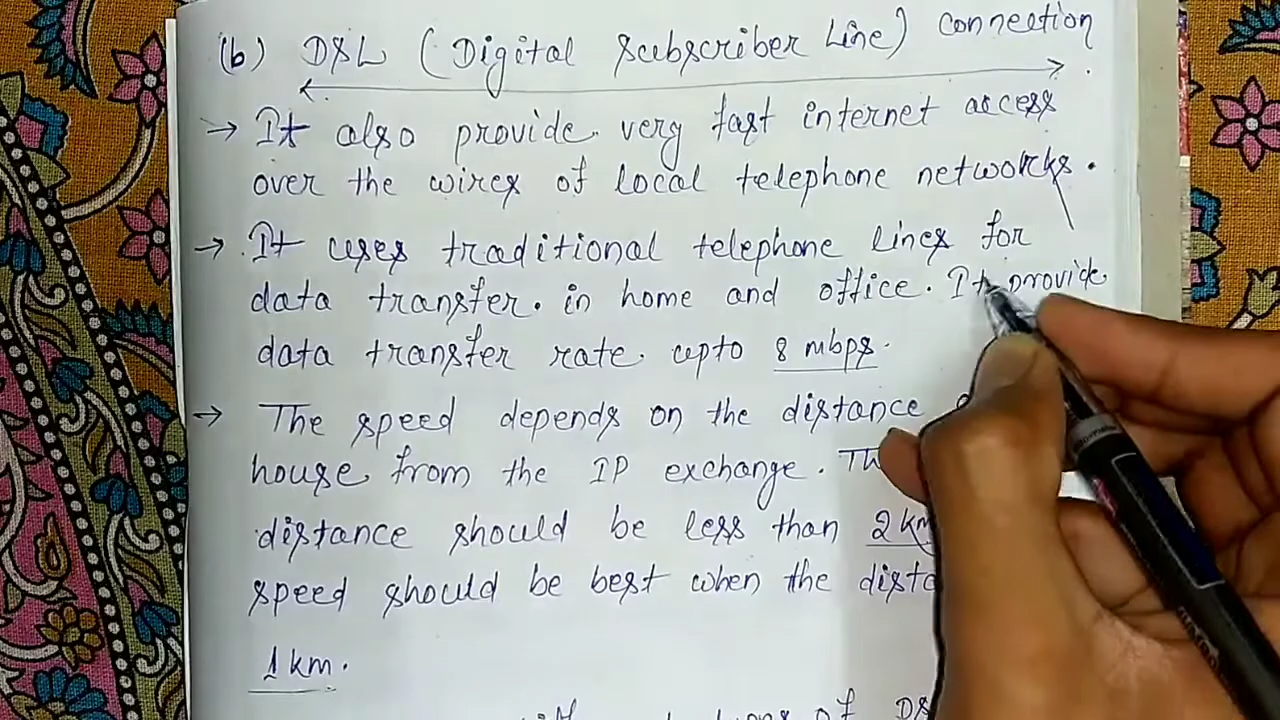 (b) DSL (Digital Subscriber Line) connection
→ It also provide very fast internet access
over the wires of local telephone networks.
→ It uses traditional telephone lines for
data transfer. in home and office. It provide
data transfer rate upto 8 mbps.
→ The speed depends on the distance
house from the IP exchange.
distance should be less than 2 km
speed should be best when the
1 km.
of DS